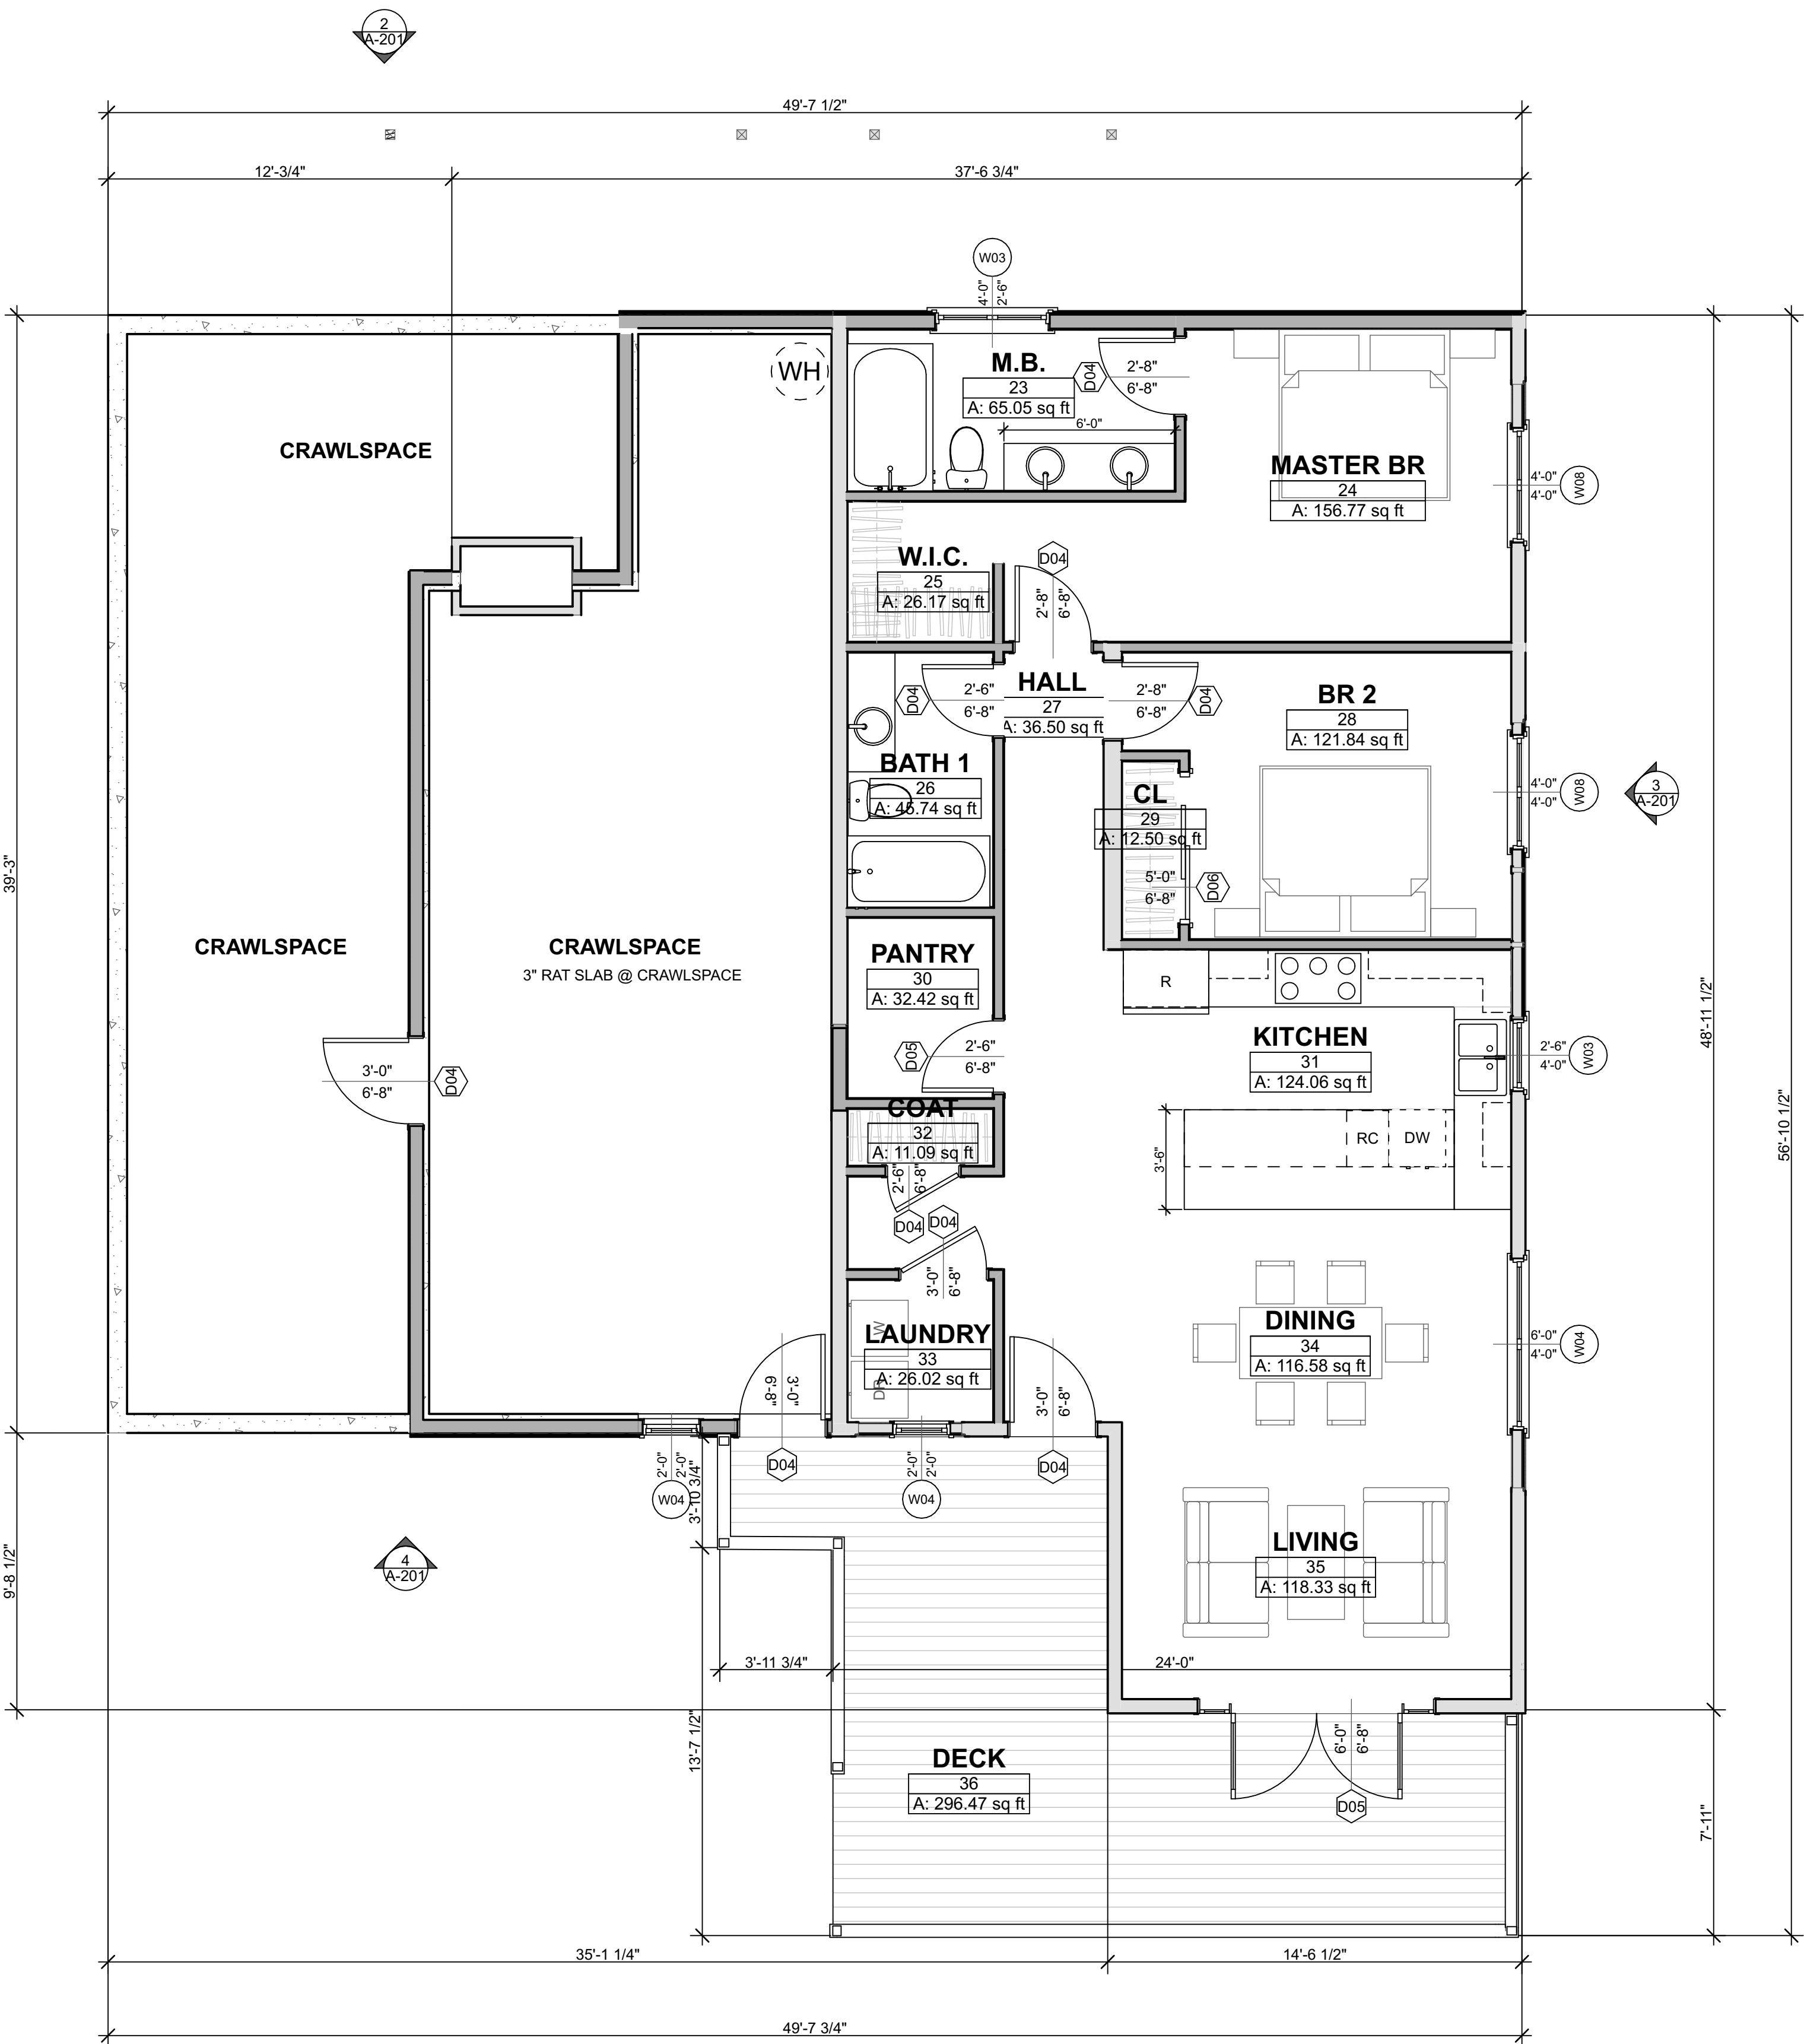 2
A-201
49'-7 1/2"
12'-3/4"
37'-6 3/4"
W03
4'-0"
2'-6"
WH
M.B.
23
A: 65.05 sq ft
D04
2'-8"
6'-8"
6'-0"
CRAWLSPACE
MASTER BR
24
A: 156.77 sq ft
4'-0"
4'-0"
W08
W.I.C.
25
A: 26.17 sq ft
D04
2'-8"
6'-8"
HALL
27
A: 36.50 sq ft
D04
2'-6"
6'-8"
2'-8"
6'-8"
D04
BR 2
28
A: 121.84 sq ft
BATH 1
26
A: 45.74 sq ft
CL
29
A: 12.50 sq ft
5'-0"
6'-8"
D06
4'-0"
4'-0"
W08
3
A-201
39'-3"
CRAWLSPACE
CRAWLSPACE
3" RAT SLAB @ CRAWLSPACE
PANTRY
30
A: 32.42 sq ft
D05
2'-6"
6'-8"
R
KITCHEN
31
A: 124.06 sq ft
2'-6"
4'-0"
W03
48'-11 1/2"
56'-10 1/2"
3'-0"
6'-8"
D04
COAT
32
A: 11.09 sq ft
2'-6"
6'-8"
D04
D04
3'-0"
6'-8"
3'-6"
RC
DW
W
LAUNDRY
33
A: 26.02 sq ft
DR
DINING
34
A: 116.58 sq ft
6'-0"
4'-0"
W04
3'-0"
6'-8"
D04
3'-0"
6'-8"
D04
2'-0"
2'-0"
W04
2'-0"
2'-0"
W04
3'-10 3/4"
9'-8 1/2"
4
A-201
LIVING
35
A: 118.33 sq ft
3'-11 3/4"
24'-0"
13'-7 1/2"
DECK
36
A: 296.47 sq ft
6'-0"
6'-8"
D05
7'-11"
35'-1 1/4"
14'-6 1/2"
49'-7 3/4"